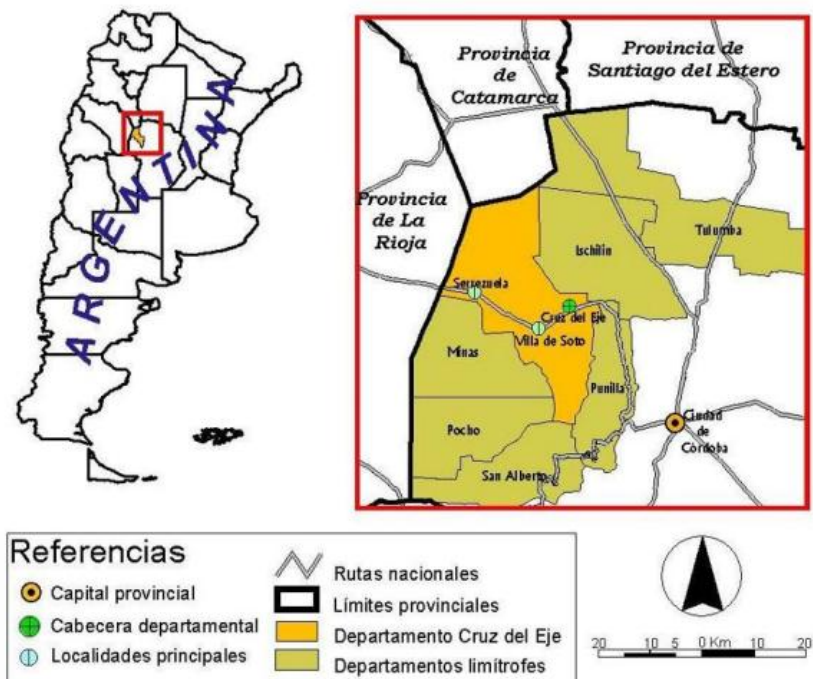 ARGENTINA
Provincia
de
Catamarca
Provincia de
Santiago del Estero
Provincia
de La
Rioja
Tulumba
Ischilín
Serrezuela
Cruz del Eje
Villa de Soto
Minas
Punilla
Pocho
Ciudad
de
Córdoba
San Alberto
Referencias
Capital provincial
Cabecera departamental
Localidades principales
Rutas nacionales
Límites provinciales
Departamento Cruz del Eje
Departamentos limítrofes
20 10 5 0 Km 10 20